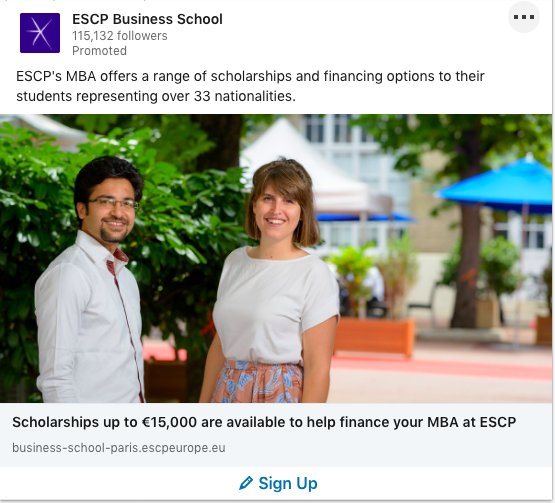 ESCP Business School
115,132 followers
Promoted
ESCP's MBA offers a range of scholarships and financing options to their
students representing over 33 nationalities.
Scholarships up to €15,000 are available to help finance your MBA at ESCP
business-school-paris.escpeurope.eu
Sign Up